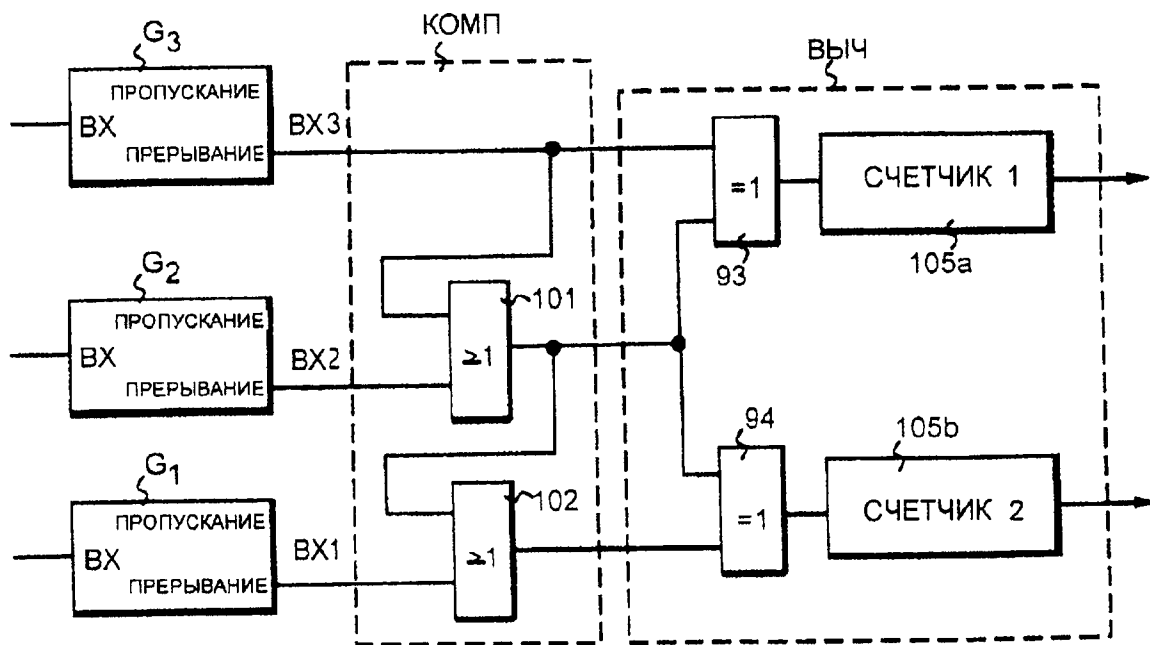 G3
ПРОПУСКАНИЕ
ВХ
ПРЕРЫВАНИЕ
ВХ3
КОМП
ВЫЧ
=1
93
СЧЕТЧИК 1
105a
G2
ПРОПУСКАНИЕ
ВХ
ПРЕРЫВАНИЕ
ВХ2
101
≥1
G1
ПРОПУСКАНИЕ
ВХ
ПРЕРЫВАНИЕ
ВХ1
102
≥1
94
=1
105b
СЧЕТЧИК 2